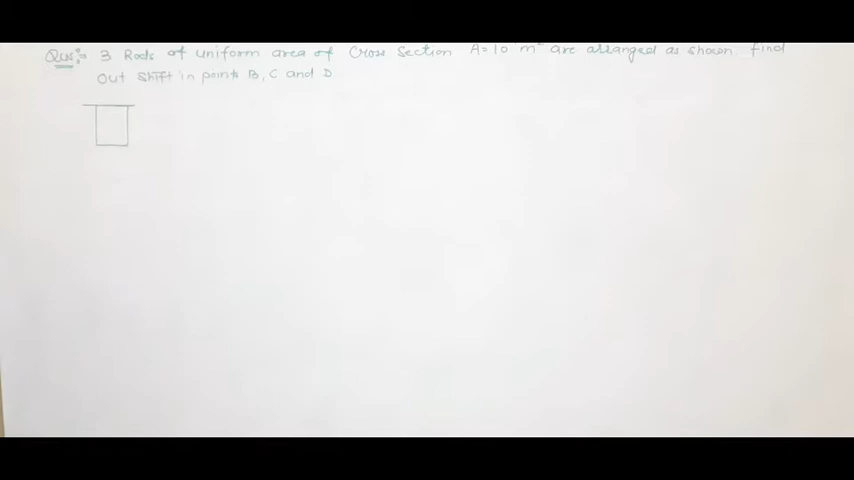 Qus:- 3 Rods of uniform area of Cross section A=10 m² are arranged as shown. find
out shift in points B, C and D